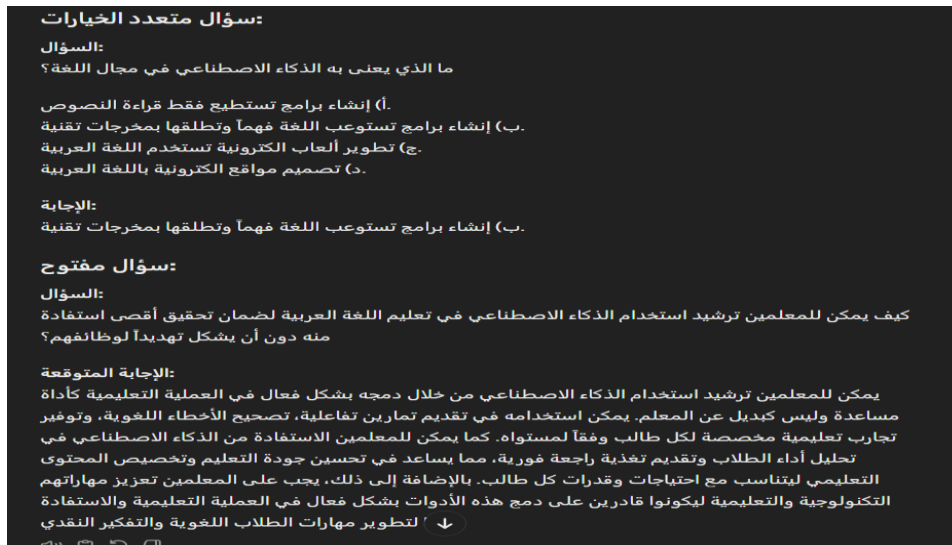 سؤال متعدد الخيارات:
السؤال:
ما الذي يعنى به الذكاء الاصطناعي في مجال اللغة؟
أ) إنشاء برامج تستطيع فقط قراءة النصوص.
ب) إنشاء برامج تستوعب اللغة فهماً وتطلقها بمخرجات تقنية.
ج) تطوير ألعاب الكترونية تستخدم اللغة العربية.
د) تصميم مواقع الكترونية باللغة العربية.
الإجابة:
ب) إنشاء برامج تستوعب اللغة فهماً وتطلقها بمخرجات تقنية.
سؤال مفتوح:
السؤال:
كيف يمكن للمعلمين ترشيد استخدام الذكاء الاصطناعي في تعليم اللغة العربية لضمان تحقيق أقصى استفادة
منه دون أن يشكل تهديداً لوظائفهم؟
الإجابة المتوقعة:
يمكن للمعلمين ترشيد استخدام الذكاء الاصطناعي من خلال دمجه بشكل فعال في العملية التعليمية كأداة
مساعدة وليس كبديل عن المعلم. يمكن استخدامه في تقديم تمارين تفاعلية، تصحيح الأخطاء اللغوية، وتوفير
تجارب تعليمية مخصصة لكل طالب وفقاً لمستواه. كما يمكن للمعلمين الاستفادة من الذكاء الاصطناعي في
تحليل أداء الطلاب وتقديم تغذية راجعة فورية، مما يساعد في تحسين جودة التعليم وتخصيص المحتوى
التعليمي ليتناسب مع احتياجات وقدرات كل طالب. بالإضافة إلى ذلك، يجب على المعلمين تعزيز مهاراتهم
التكنولوجية والتعليمية ليكونوا قادرين على دمج هذه الأدوات بشكل فعال في العملية التعليمية والاستفادة
لتطوير مهارات الطلاب اللغوية والتفكير النقدي